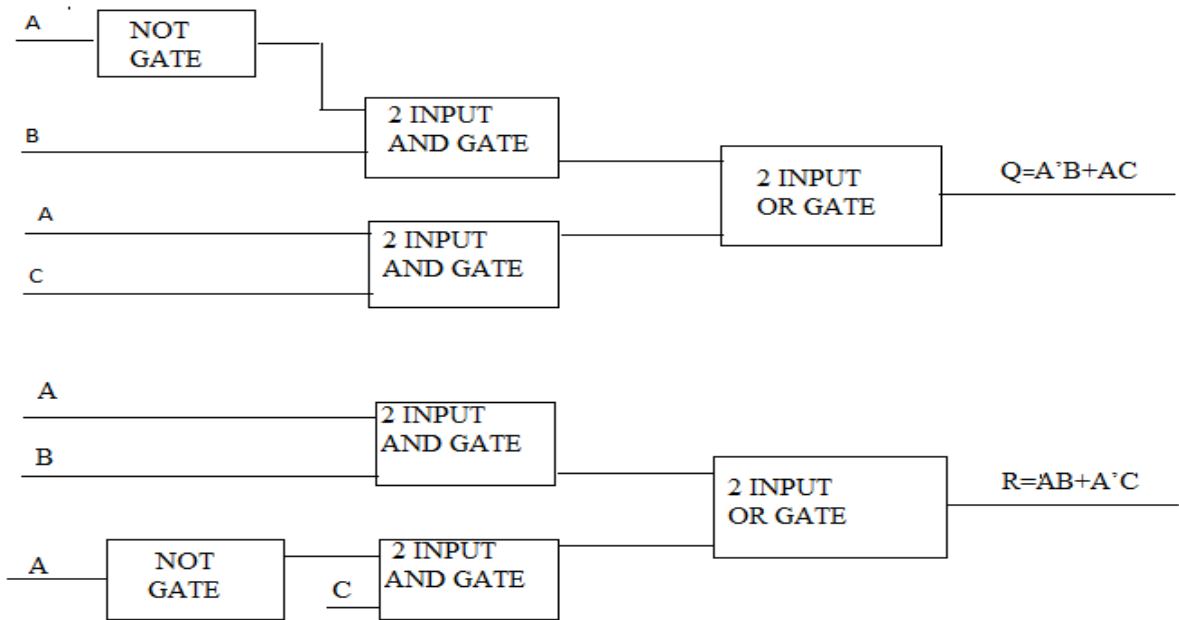 A
NOT
GATE
B
2 INPUT
AND GATE
A
C
2 INPUT
AND GATE
2 INPUT
OR GATE
Q=A'B+AC
A
B
2 INPUT
AND GATE
A
NOT
GATE
C
2 INPUT
AND GATE
2 INPUT
OR GATE
R=AB+A'C